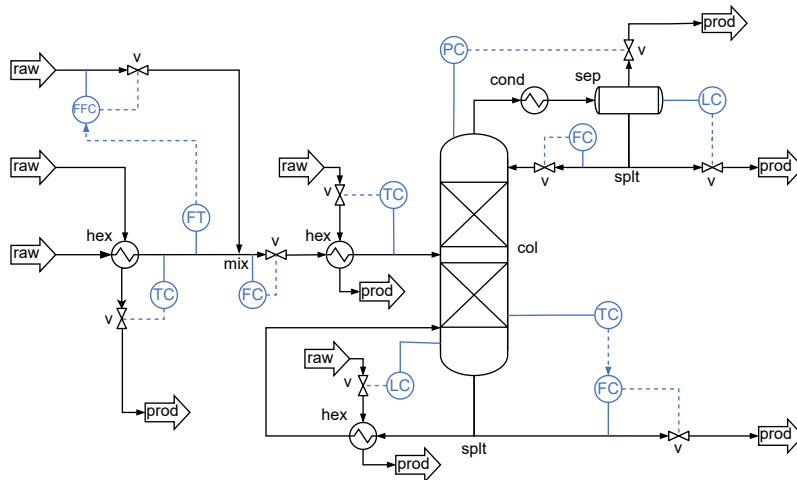 prod
PC
v
cond
sep
raw
v
LC
FFC
FC
raw
raw
v
TC
v
splt
v
prod
FT
hex
hex
col
raw
mix
v
TC
FC
prod
v
raw
v
LC
TC
FC
prod
hex
splt
v
prod
prod